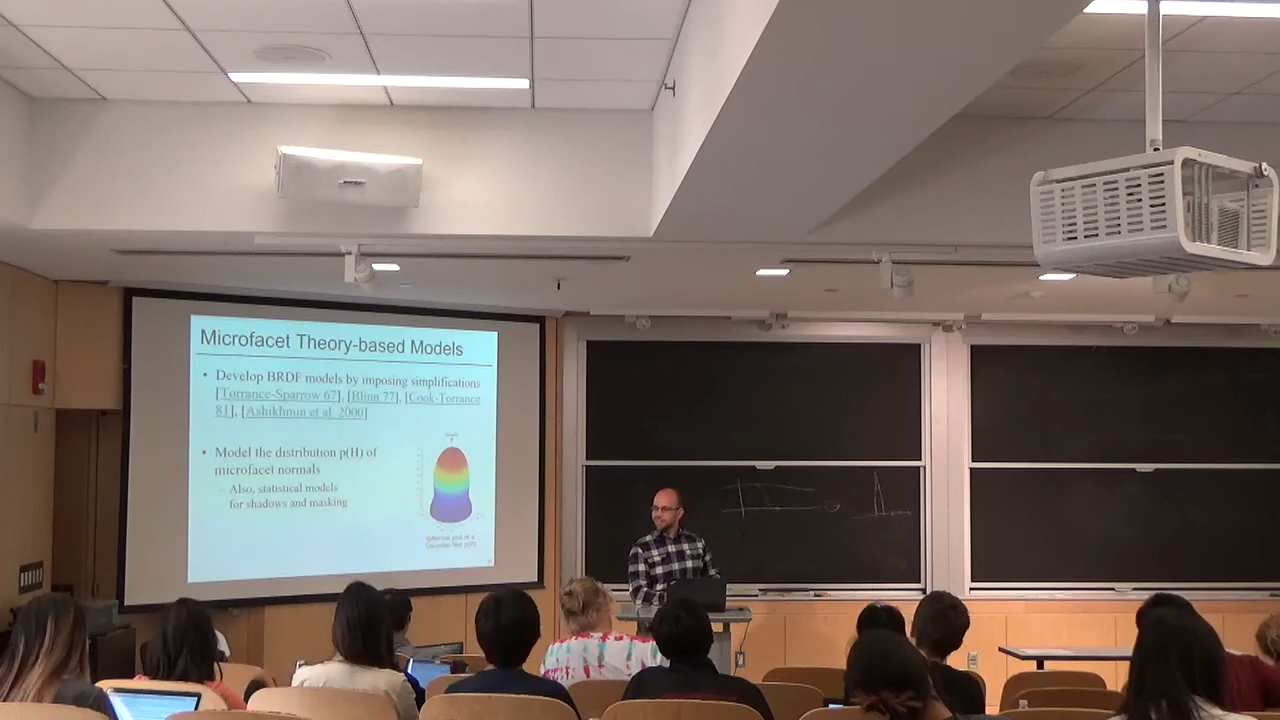 Microfacet Theory-based Models
• Develop BRDF models by imposing simplifications
[Torrance-Sparrow 67], [Blinn 77], [Cook-Torrance
81], [Ashikhmin et al. 2000]
• Model the distribution p(H) of
microfacet normals
– Also, statistical models
for shadows and masking